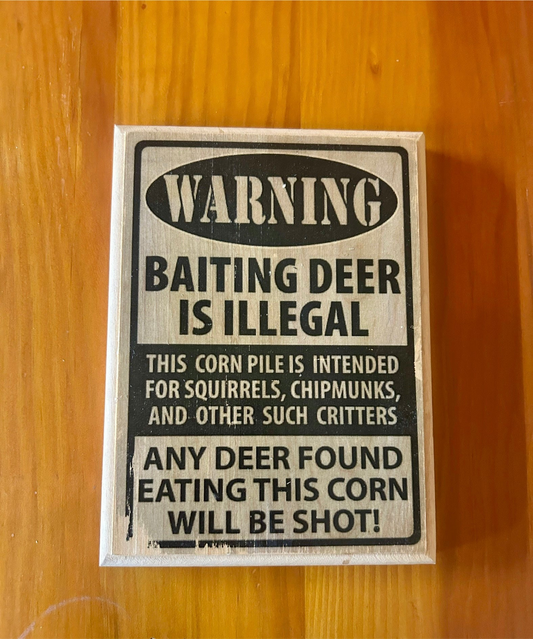 WARNING
BAITING DEER
IS ILLEGAL
THIS CORN PILE IS INTENDED
FOR SQUIRRELS, CHIPMUNKS,
AND OTHER SUCH CRITTERS
ANY DEER FOUND
EATING THIS CORN
WILL BE SHOT!